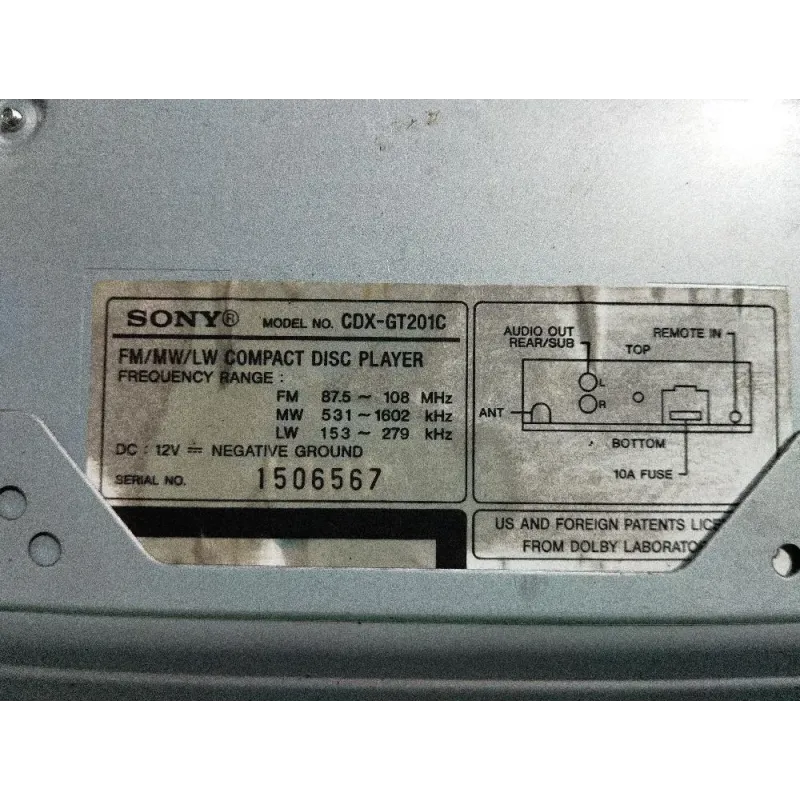 SONY® MODEL NO. CDX-GT201C
FM/MW/LW COMPACT DISC PLAYER
FREQUENCY RANGE :
FM 87.5 ~ 108 MHz
MW 531 ~ 1602 kHz
LW 153 ~ 279 kHz
DC : 12V ⎓ NEGATIVE GROUND
SERIAL NO. 1506567
AUDIO OUT
REAR/SUB
REMOTE IN
TOP
L
R
ANT
BOTTOM
10A FUSE
US AND FOREIGN PATENTS
FROM DOLBY